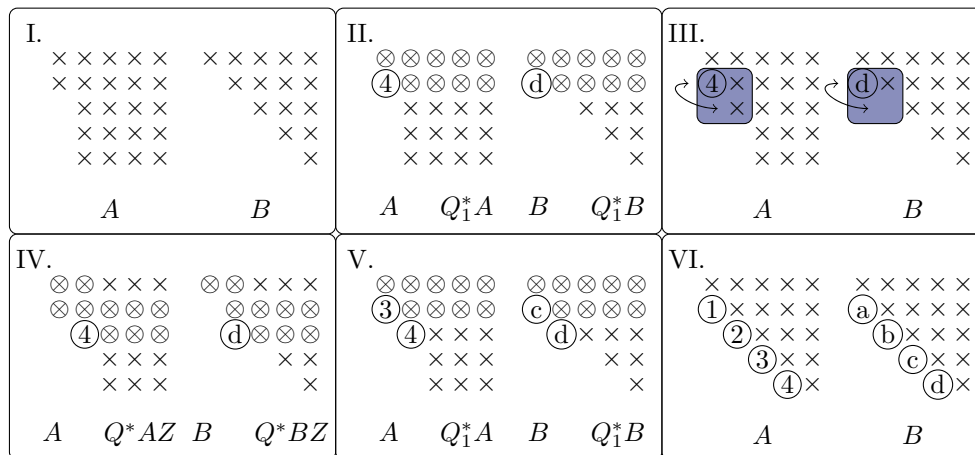 I.
× × × × × × × × × ×
× × × × × × × × ×
× × × × × × ×
× × × × × ×
× × × × ×
A B
II.
⊗ ⊗ ⊗ ⊗ ⊗ ⊗ ⊗ ⊗ ⊗ ⊗
4 ⊗ ⊗ ⊗ ⊗ d ⊗ ⊗ ⊗ ⊗
× × × × × × ×
× × × × × ×
× × × × ×
A Q₁*A B Q₁*B
III.
× × × × × × × × × ×
4 × × × × d × × × ×
× × × × × × ×
× × × × ×
× × × ×
A B
IV.
⊗ ⊗ × × × ⊗ ⊗ × × ×
⊗ ⊗ ⊗ ⊗ ⊗ ⊗ ⊗ ⊗ ⊗
4 ⊗ ⊗ ⊗ d ⊗ ⊗ ⊗
× × × × ×
× × × ×
A Q*AZ B Q*BZ
V.
⊗ ⊗ ⊗ ⊗ ⊗ ⊗ ⊗ ⊗ ⊗ ⊗
3 ⊗ ⊗ ⊗ ⊗ c ⊗ ⊗ ⊗ ⊗
4 × × × d × × ×
× × × × ×
× × × ×
A Q₁*A B Q₁*B
VI.
× × × × × × × × × ×
1 × × × × a × × × ×
2 × × × b × × ×
3 × × c × ×
4 × d ×
A B